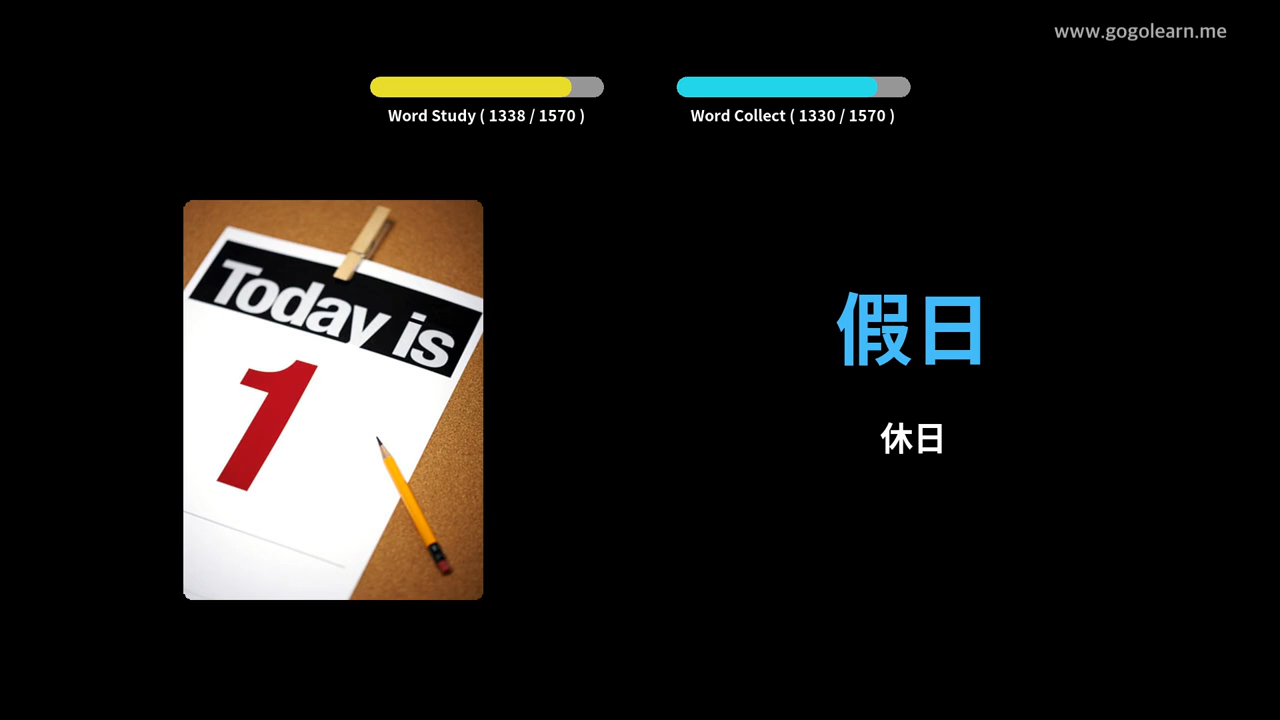 www.gogolearn.me
Word Study ( 1338 / 1570 )
Word Collect ( 1330 / 1570 )
Today is
1
假日
休日